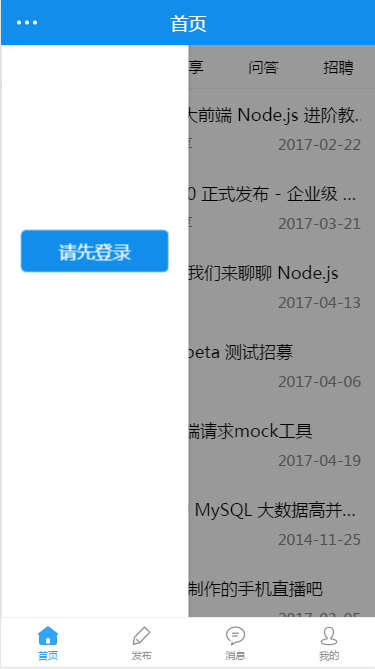 首页
享 问答 招聘
大前端 Node.js 进阶教...
2017-02-22
0 正式发布 - 企业级 ...
2017-03-21
请先登录
我们来聊聊 Node.js
2017-04-13
beta 测试招募
2017-04-06
端请求mock工具
2017-04-19
MySQL 大数据高并...
2014-11-25
制作的手机直播吧
首页 发布 消息 我的